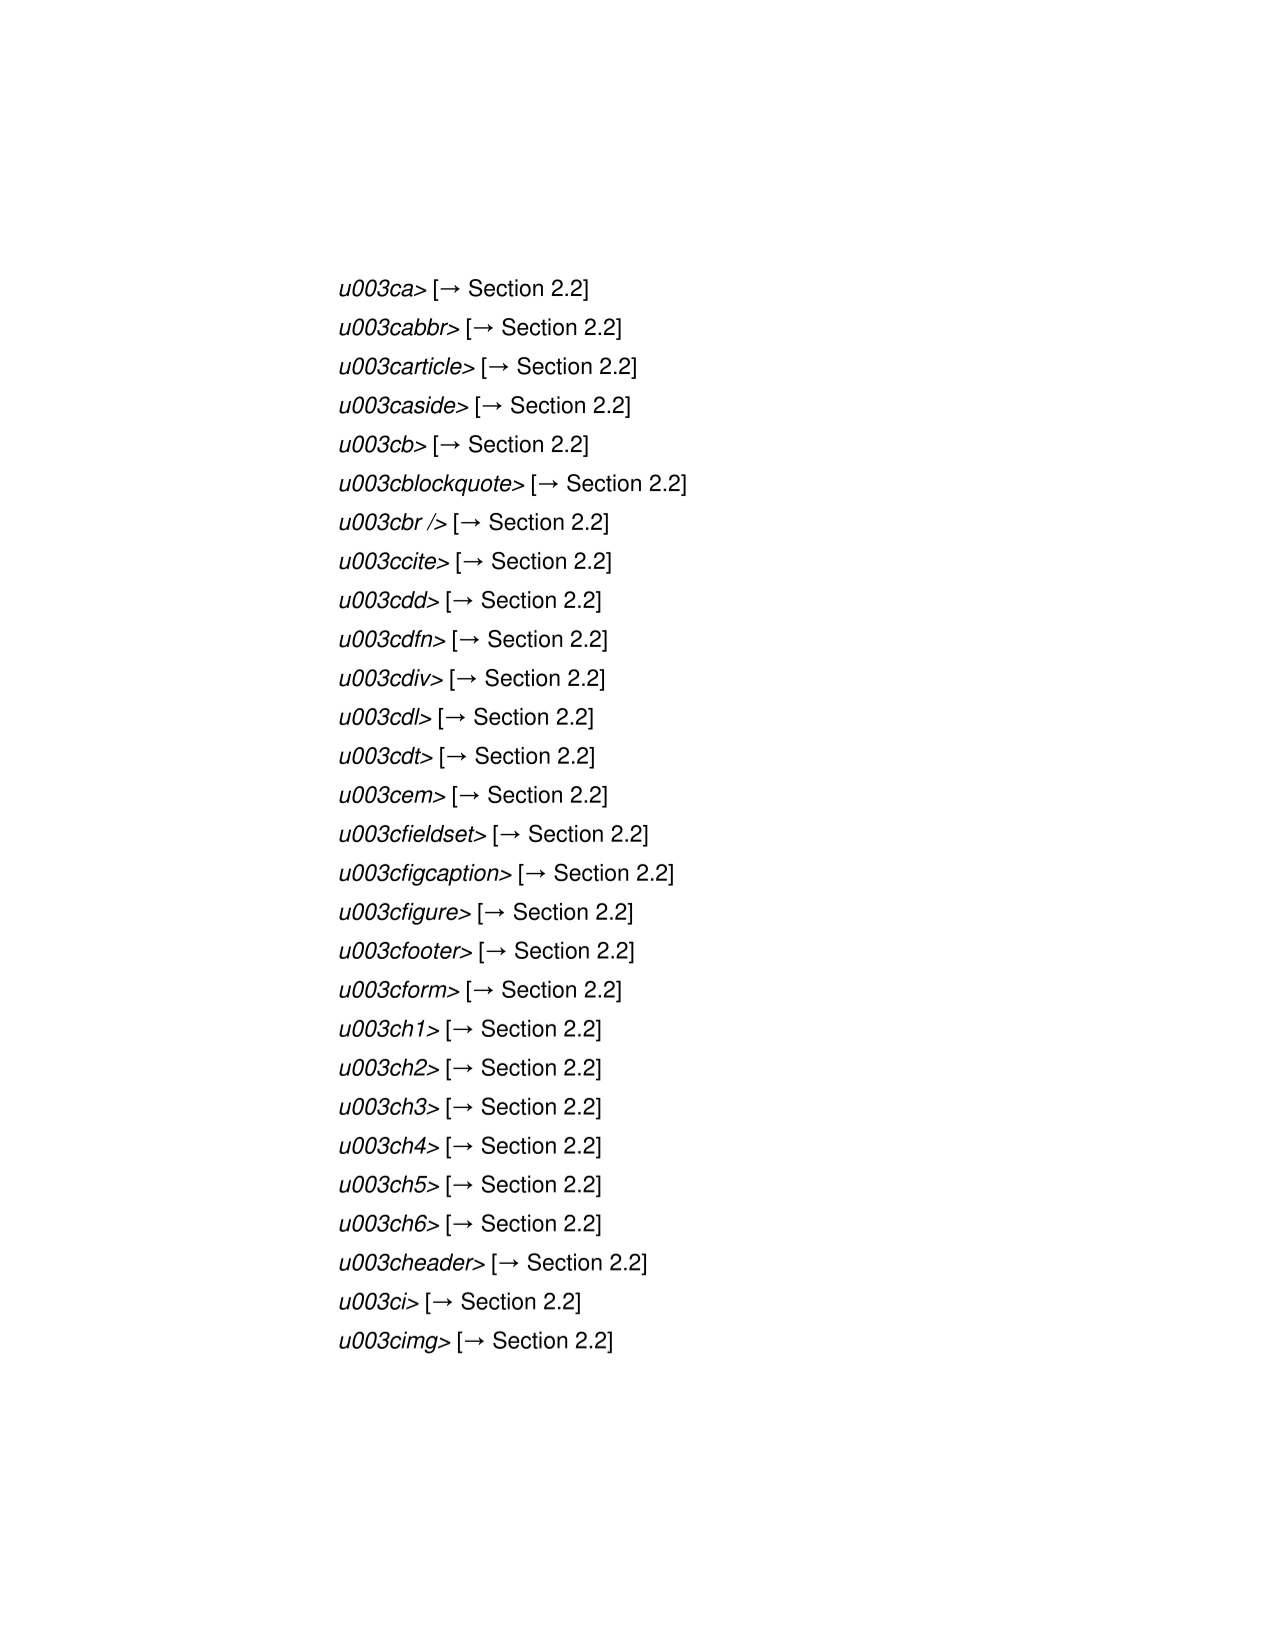 u003ca> [→ Section 2.2]
u003cabbr> [→ Section 2.2]
u003carticle> [→ Section 2.2]
u003caside> [→ Section 2.2]
u003cb> [→ Section 2.2]
u003cblockquote> [→ Section 2.2]
u003cbr /> [→ Section 2.2]
u003ccite> [→ Section 2.2]
u003cdd> [→ Section 2.2]
u003cdfn> [→ Section 2.2]
u003cdiv> [→ Section 2.2]
u003cdl> [→ Section 2.2]
u003cdt> [→ Section 2.2]
u003cem> [→ Section 2.2]
u003cfieldset> [→ Section 2.2]
u003cfigcaption> [→ Section 2.2]
u003cfigure> [→ Section 2.2]
u003cfooter> [→ Section 2.2]
u003cform> [→ Section 2.2]
u003ch1> [→ Section 2.2]
u003ch2> [→ Section 2.2]
u003ch3> [→ Section 2.2]
u003ch4> [→ Section 2.2]
u003ch5> [→ Section 2.2]
u003ch6> [→ Section 2.2]
u003cheader> [→ Section 2.2]
u003ci> [→ Section 2.2]
u003cimg> [→ Section 2.2]